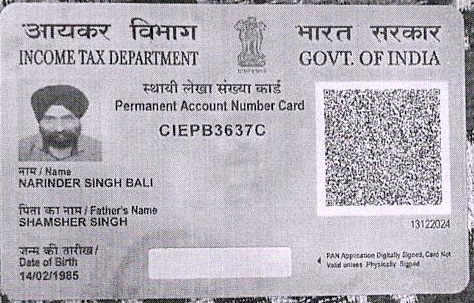 आयकर विभाग
INCOME TAX DEPARTMENT
भारत सरकार
GOVT. OF INDIA
स्थायी लेखा संख्या कार्ड
Permanent Account Number Card
CIEPB3637C
नाम / Name
NARINDER SINGH BALI
पिता का नाम / Father's Name
SHAMSHER SINGH
जन्म की तारीख /
Date of Birth
14/02/1985
13122024
PAN Application Digitally Signed, Card Not
Valid unless Physically Signed